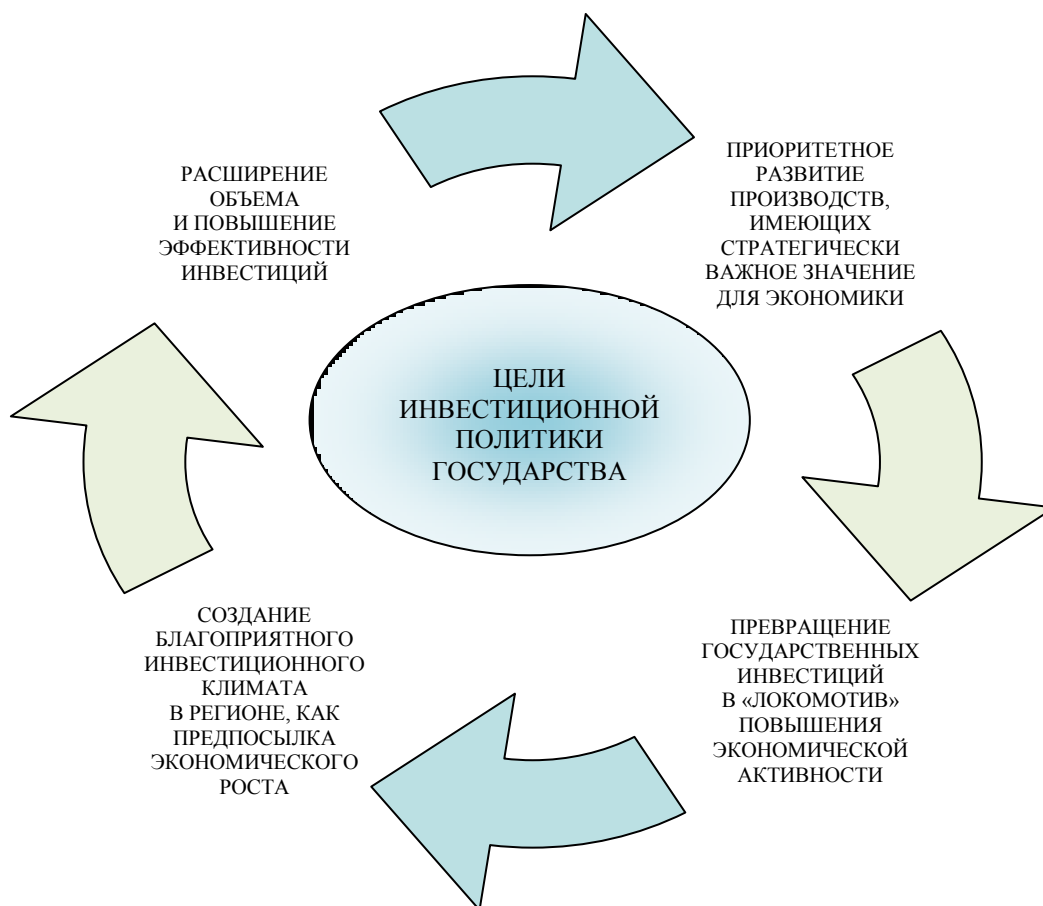 РАСШИРЕНИЕ
ОБЪЕМА
И ПОВЫШЕНИЕ
ЭФФЕКТИВНОСТИ
ИНВЕСТИЦИЙ
ПРИОРИТЕТНОЕ
РАЗВИТИЕ
ПРОИЗВОДСТВ,
ИМЕЮЩИХ
СТРАТЕГИЧЕСКИ
ВАЖНОЕ ЗНАЧЕНИЕ
ДЛЯ ЭКОНОМИКИ
ЦЕЛИ
ИНВЕСТИЦИОННОЙ
ПОЛИТИКИ
ГОСУДАРСТВА
СОЗДАНИЕ
БЛАГОПРИЯТНОГО
ИНВЕСТИЦИОННОГО
КЛИМАТА
В РЕГИОНЕ, КАК
ПРЕДПОСЫЛКА
ЭКОНОМИЧЕСКОГО
РОСТА
ПРЕВРАЩЕНИЕ
ГОСУДАРСТВЕННЫХ
ИНВЕСТИЦИЙ
В «ЛОКОМОТИВ»
ПОВЫШЕНИЯ
ЭКОНОМИЧЕСКОЙ
АКТИВНОСТИ